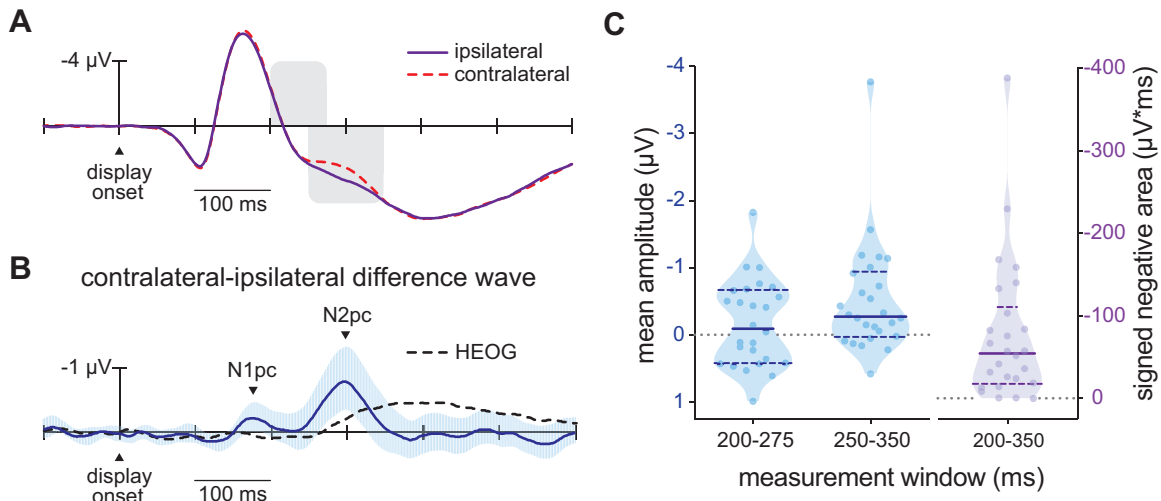 A
-4 μV
ipsilateral
contralateral
display
onset
100 ms
B
contralateral-ipsilateral difference wave
-1 μV
N1pc
N2pc
HEOG
display
onset
100 ms
C
mean amplitude (μV)
-4
-3
-2
-1
0
1
signed negative area (μV*ms)
-400
-300
-200
-100
0
200-275
250-350
200-350
measurement window (ms)